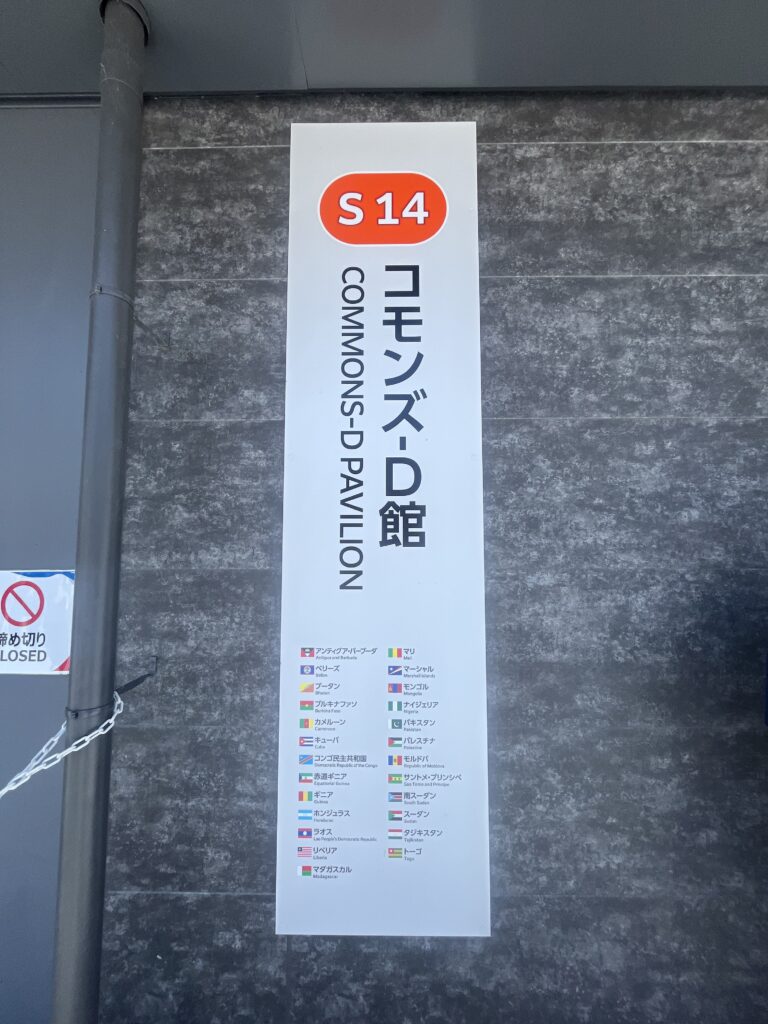 S 14
コモンズ-D館
COMMONS-D PAVILION
アンティグア・バーブーダ
Antigua and Barbuda
ベリーズ
Belize
ブータン
Bhutan
ブルキナファソ
Burkina Faso
カメルーン
Cameroon
キューバ
Cuba
コンゴ民主共和国
Democratic Republic of the Congo
赤道ギニア
Equatorial Guinea
ギニア
Guinea
ホンジュラス
Honduras
ラオス
Lao People's Democratic Republic
リベリア
Liberia
マダガスカル
Madagascar
マリ
Mali
マーシャル
Marshall Islands
モンゴル
Mongolia
ナイジェリア
Nigeria
パキスタン
Pakistan
パレスチナ
Palestine
モルドバ
Republic of Moldova
サントメ・プリンシペ
Sao Tome and Principe
南スーダン
South Sudan
スーダン
Sudan
タジキスタン
Tajikistan
トーゴ
Togo
締め切り
CLOSED